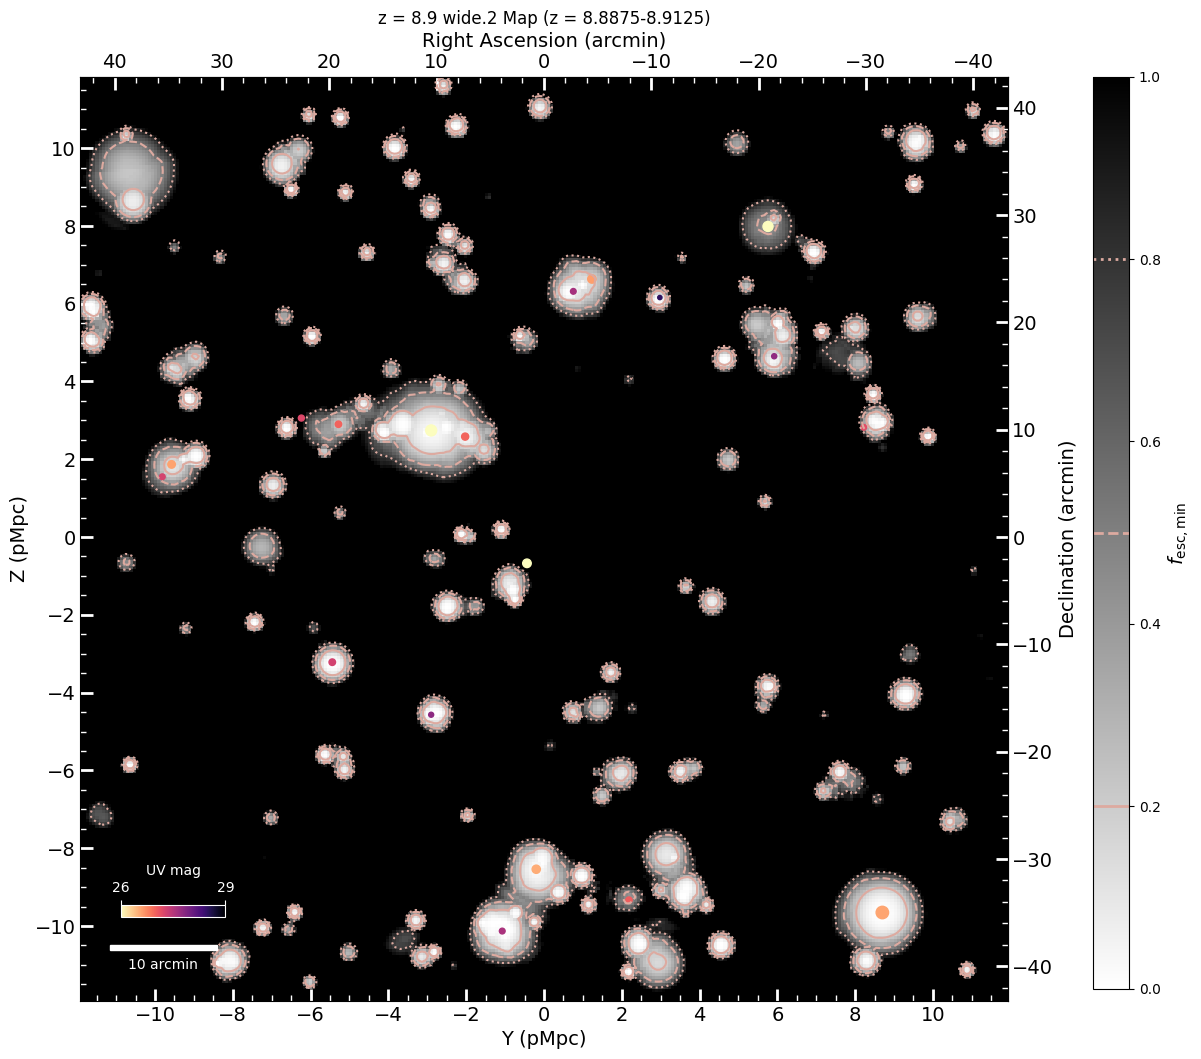 z = 8.9 wide.2 Map (z = 8.8875-8.9125)
Right Ascension (arcmin)
40 30 20 10 0 −10 −20 −30 −40
10 8 6 4 2 0 −2 −4 −6 −8 −10
Z (pMpc)
40 30 20 10 0 −10 −20 −30 −40
Declination (arcmin)
1.0 0.8 0.6 0.4 0.2 0.0
fesc,min
UV mag
26 29
10 arcmin
−10 −8 −6 −4 −2 0 2 4 6 8 10
Y (pMpc)